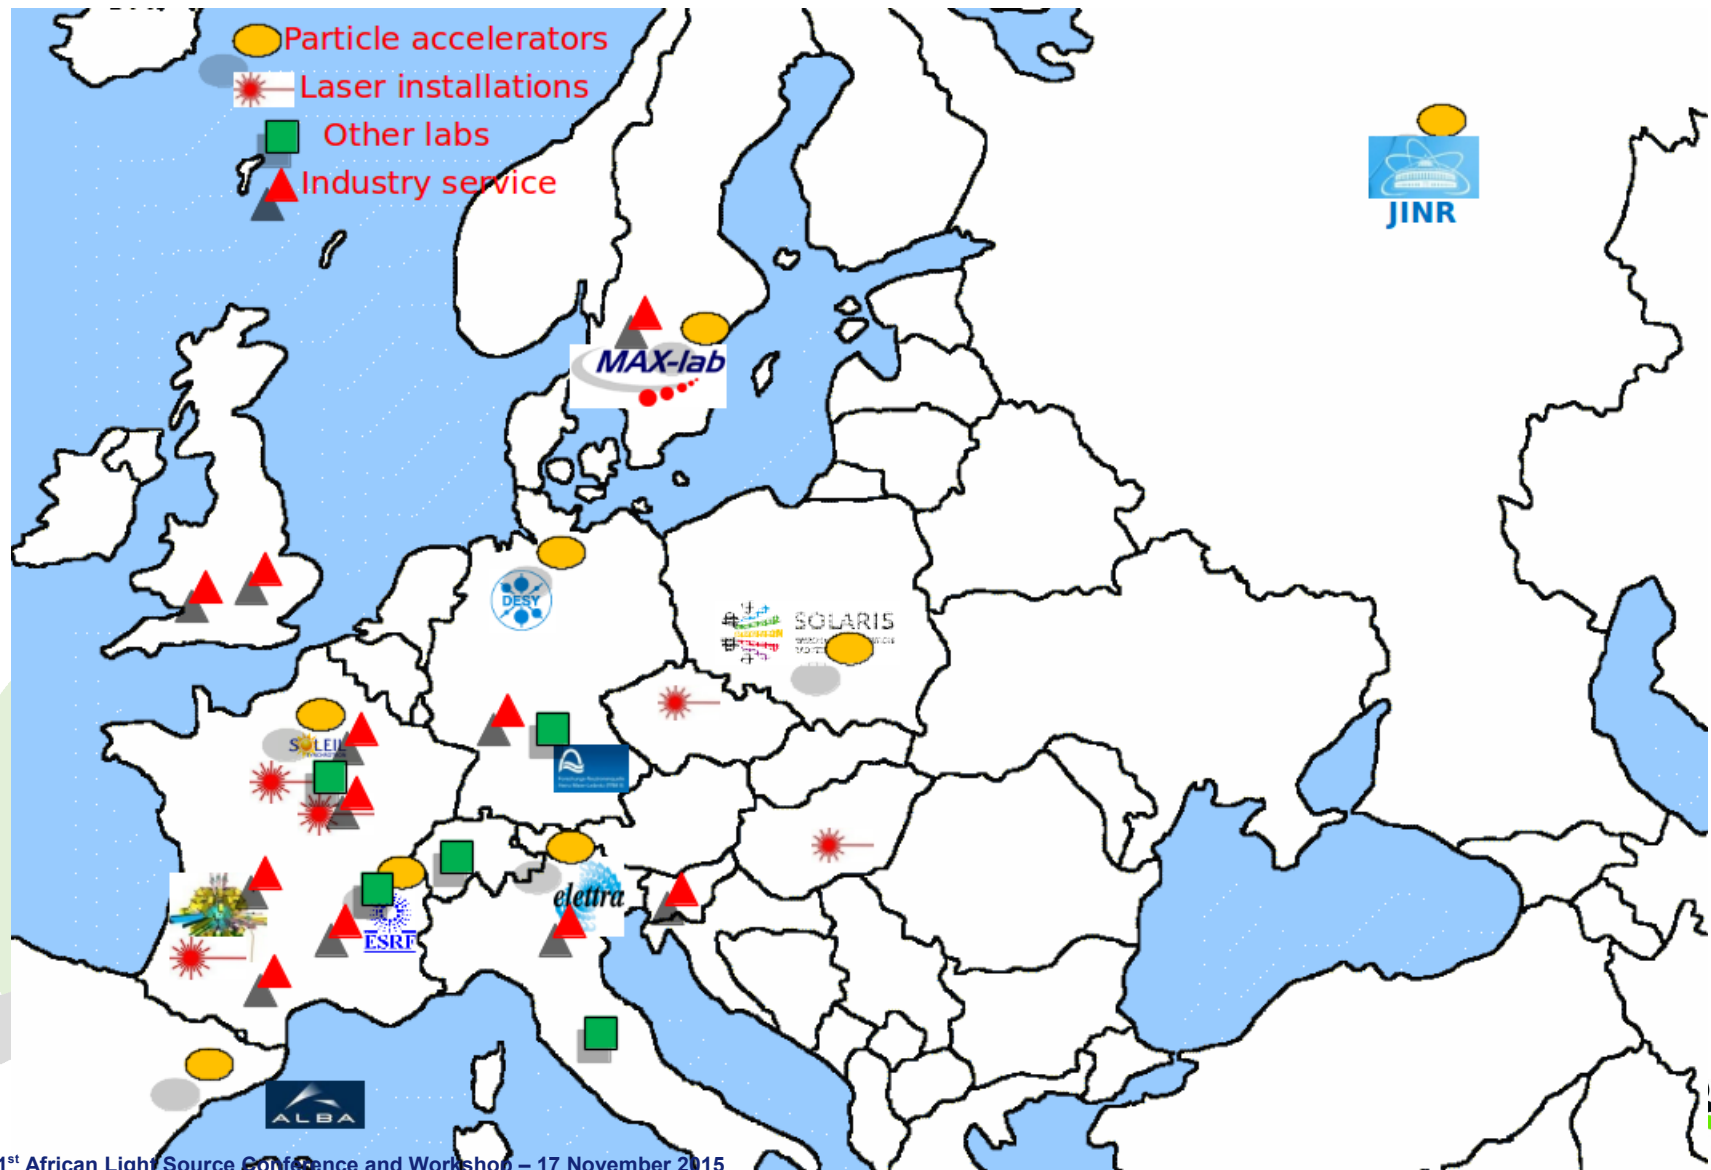 Particle accelerators
Laser installations
Other labs
Industry service
JINR
MAX-lab
DESY
SOLARIS
SOLEIL
elettra
ESRF
ALBA
1st African Light Source Conference and Workshop – 17 November 2015